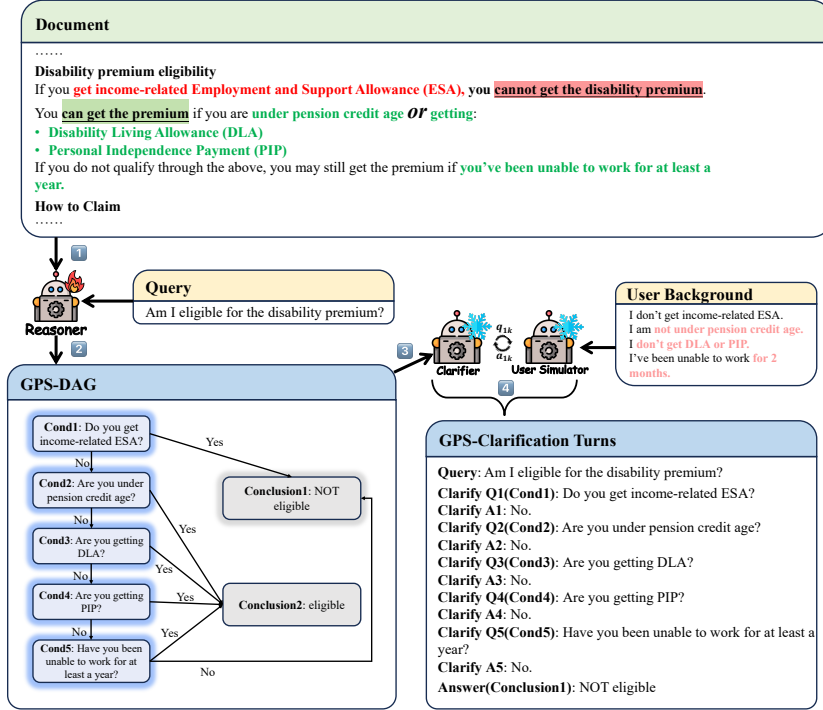 Document
……
Disability premium eligibility
If you get income-related Employment and Support Allowance (ESA), you cannot get the disability premium.
You can get the premium if you are under pension credit age or getting:
• Disability Living Allowance (DLA)
• Personal Independence Payment (PIP)
If you do not qualify through the above, you may still get the premium if you’ve been unable to work for at least a
year.
How to Claim
……
1
Reasoner
Query
Am I eligible for the disability premium?
2
3
Clarifier
q1k
a1k
User Simulator
4
User Background
I don’t get income-related ESA.
I am not under pension credit age.
I don’t get DLA or PIP.
I’ve been unable to work for 2
months.
GPS-DAG
Cond1: Do you get
income-related ESA?
Yes
No
Cond2: Are you under
pension credit age?
Conclusion1: NOT
eligible
Yes
No
Cond3: Are you getting
DLA?
Yes
No
Cond4: Are you getting
PIP?
Yes
Conclusion2: eligible
No
Yes
Cond5: Have you been
unable to work for at
least a year?
No
GPS-Clarification Turns
Query: Am I eligible for the disability premium?
Clarify Q1(Cond1): Do you get income-related ESA?
Clarify A1: No.
Clarify Q2(Cond2): Are you under pension credit age?
Clarify A2: No.
Clarify Q3(Cond3): Are you getting DLA?
Clarify A3: No.
Clarify Q4(Cond4): Are you getting PIP?
Clarify A4: No.
Clarify Q5(Cond5): Have you been unable to work for at least a
year?
Clarify A5: No.
Answer(Conclusion1): NOT eligible